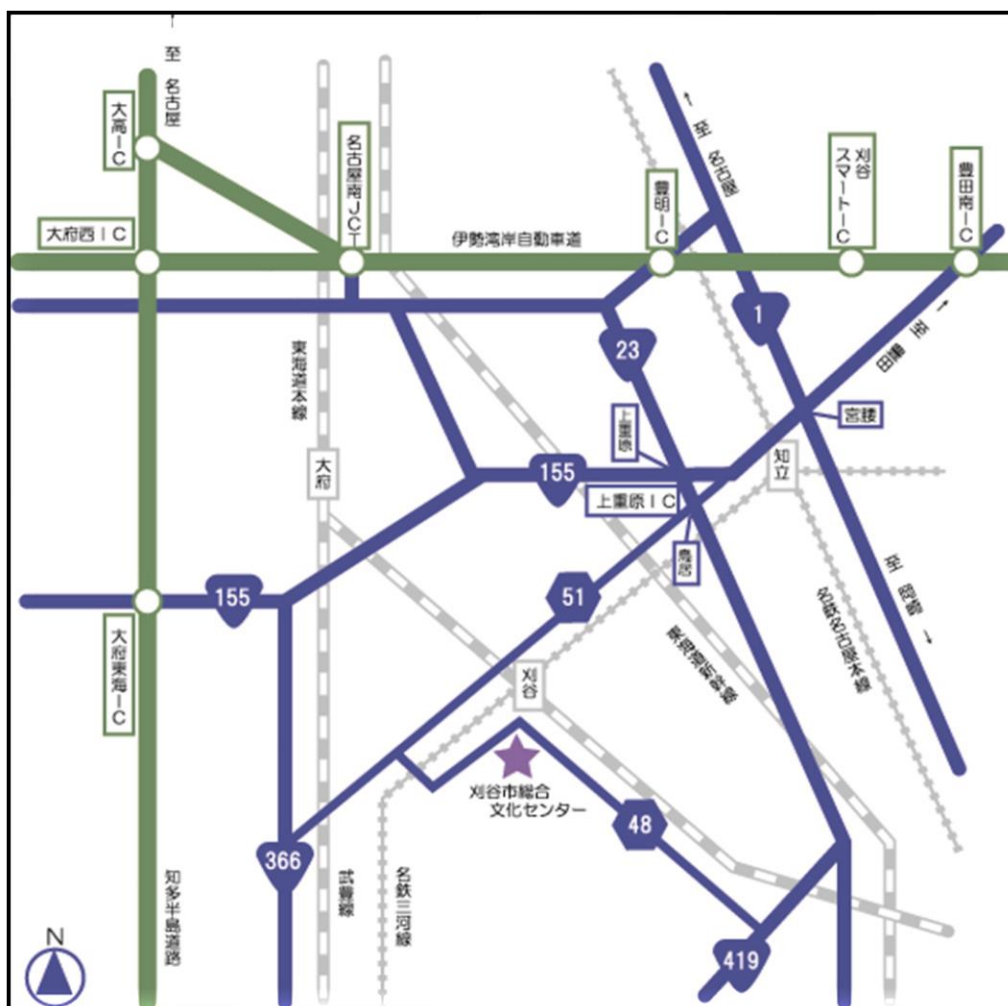 至 名古屋
大高IC
名古屋南JCT
豊明IC
至 名古屋
刈谷
スマートIC
豊田南IC
大府西IC
伊勢湾岸自動車道
1
23
至 豊田
東海道本線
上重原
宮腰
大府
155
知立
上重原IC
155
51
至 岡崎
大府東海IC
刈谷
東海道新幹線
名鉄名古屋本線
刈谷市総合
文化センター
48
366
知多半島道路
武豊線
名鉄三河線
419
N